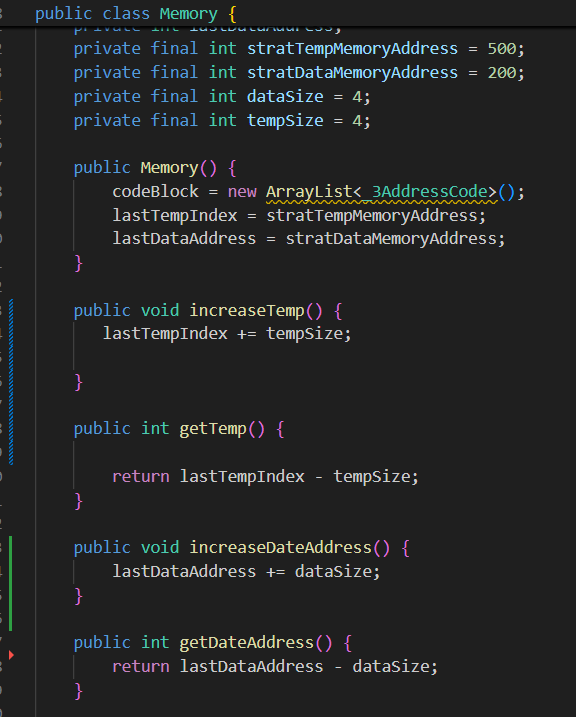 public class Memory {
private int lastDataAddress;
private final int stratTempMemoryAddress = 500;
private final int stratDataMemoryAddress = 200;
private final int dataSize = 4;
private final int tempSize = 4;
public Memory() {
codeBlock = new ArrayList<_3AddressCode>();
lastTempIndex = stratTempMemoryAddress;
lastDataAddress = stratDataMemoryAddress;
}
public void increaseTemp() {
lastTempIndex += tempSize;
}
public int getTemp() {
return lastTempIndex - tempSize;
}
public void increaseDateAddress() {
lastDataAddress += dataSize;
}
public int getDateAddress() {
return lastDataAddress - dataSize;
}